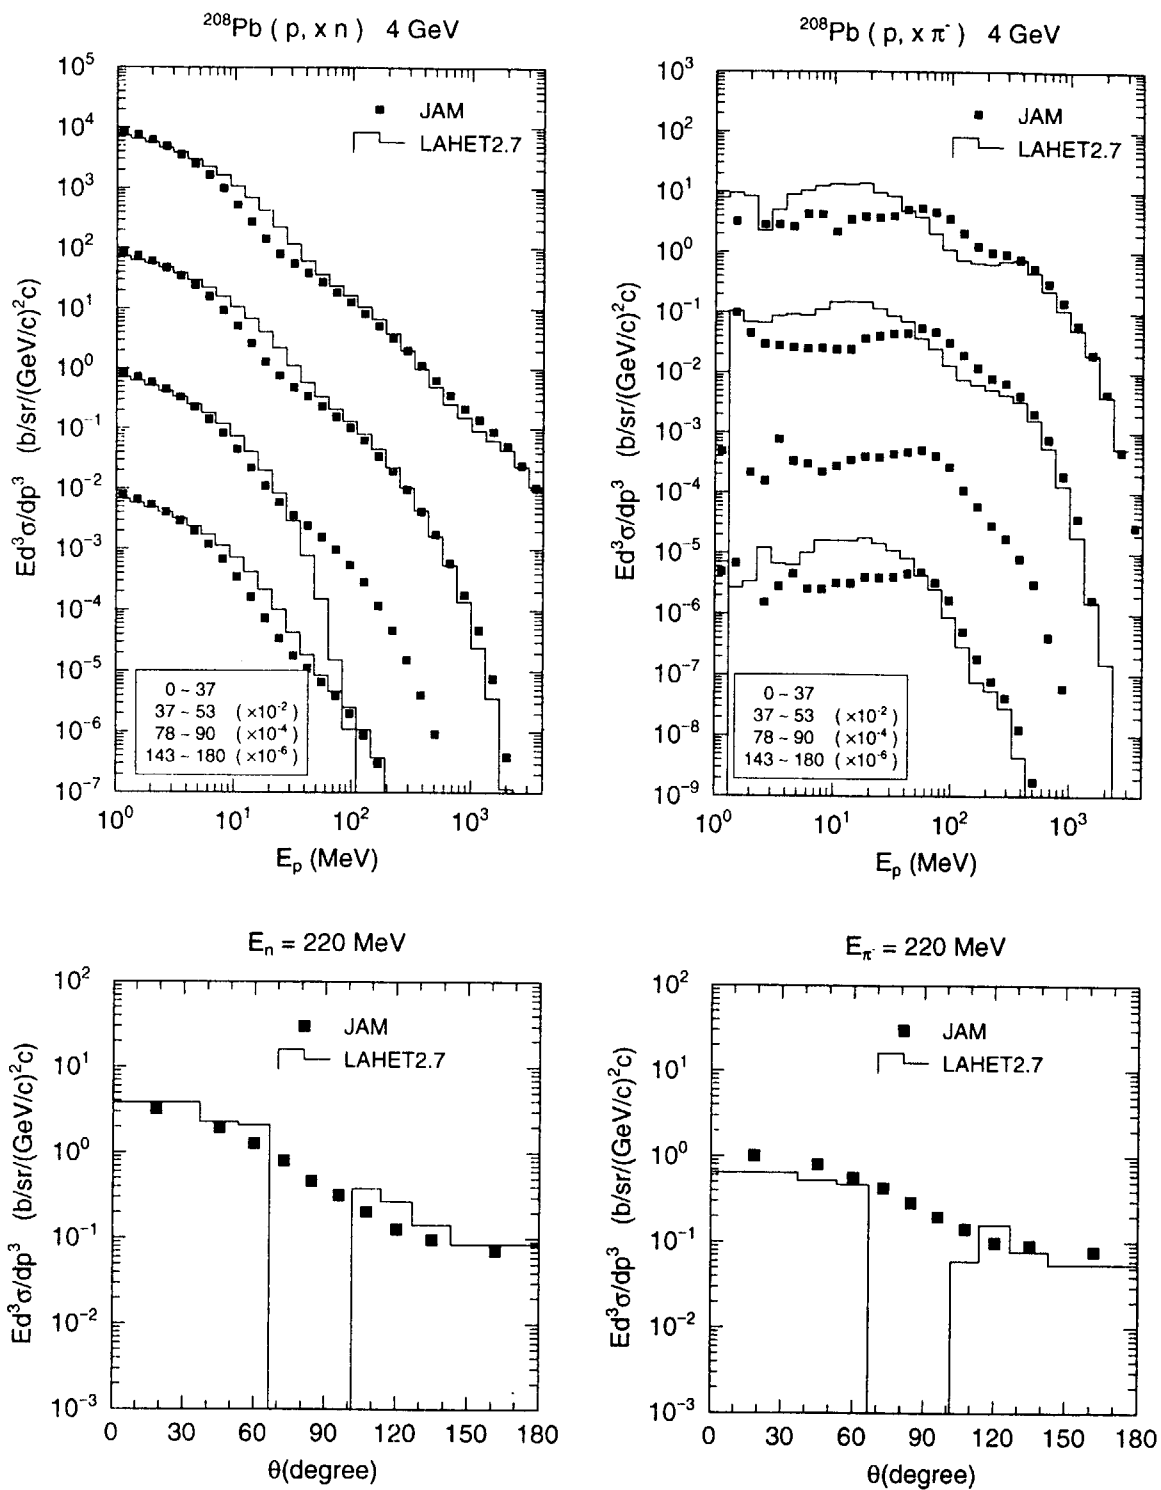 ²⁰⁸Pb ( p, x n ) 4 GeV
10⁵
10⁴
10³
10²
10¹
10⁰
10⁻¹
10⁻²
10⁻³
10⁻⁴
10⁻⁵
10⁻⁶
10⁻⁷
Ed³σ/dp³ (b/sr/(GeV/c)²c)
JAM
LAHET2.7
0 ~ 37
37 ~ 53 ( ×10⁻² )
78 ~ 90 ( ×10⁻⁴ )
143 ~ 180 ( ×10⁻⁶ )
10⁰ 10¹ 10² 10³
Eₚ (MeV)
²⁰⁸Pb ( p, x π⁻ ) 4 GeV
10³
10²
10¹
10⁰
10⁻¹
10⁻²
10⁻³
10⁻⁴
10⁻⁵
10⁻⁶
10⁻⁷
10⁻⁸
10⁻⁹
Ed³σ/dp³ (b/sr/(GeV/c)²c)
JAM
LAHET2.7
0 ~ 37
37 ~ 53 ( ×10⁻² )
78 ~ 90 ( ×10⁻⁴ )
143 ~ 180 ( ×10⁻⁶ )
10⁰ 10¹ 10² 10³
Eₚ (MeV)
Eₙ = 220 MeV
10²
10¹
10⁰
10⁻¹
10⁻²
10⁻³
Ed³σ/dp³ (b/sr/(GeV/c)²c)
JAM
LAHET2.7
0 30 60 90 120 150 180
θ(degree)
E_π⁻ = 220 MeV
10²
10¹
10⁰
10⁻¹
10⁻²
10⁻³
Ed³σ/dp³ (b/sr/(GeV/c)²c)
JAM
LAHET2.7
0 30 60 90 120 150 180
θ(degree)